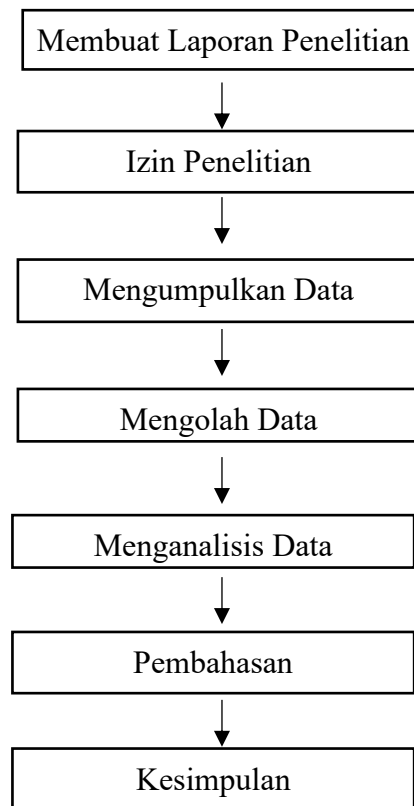 Membuat Laporan Penelitian
Izin Penelitian
Mengumpulkan Data
Mengolah Data
Menganalisis Data
Pembahasan
Kesimpulan